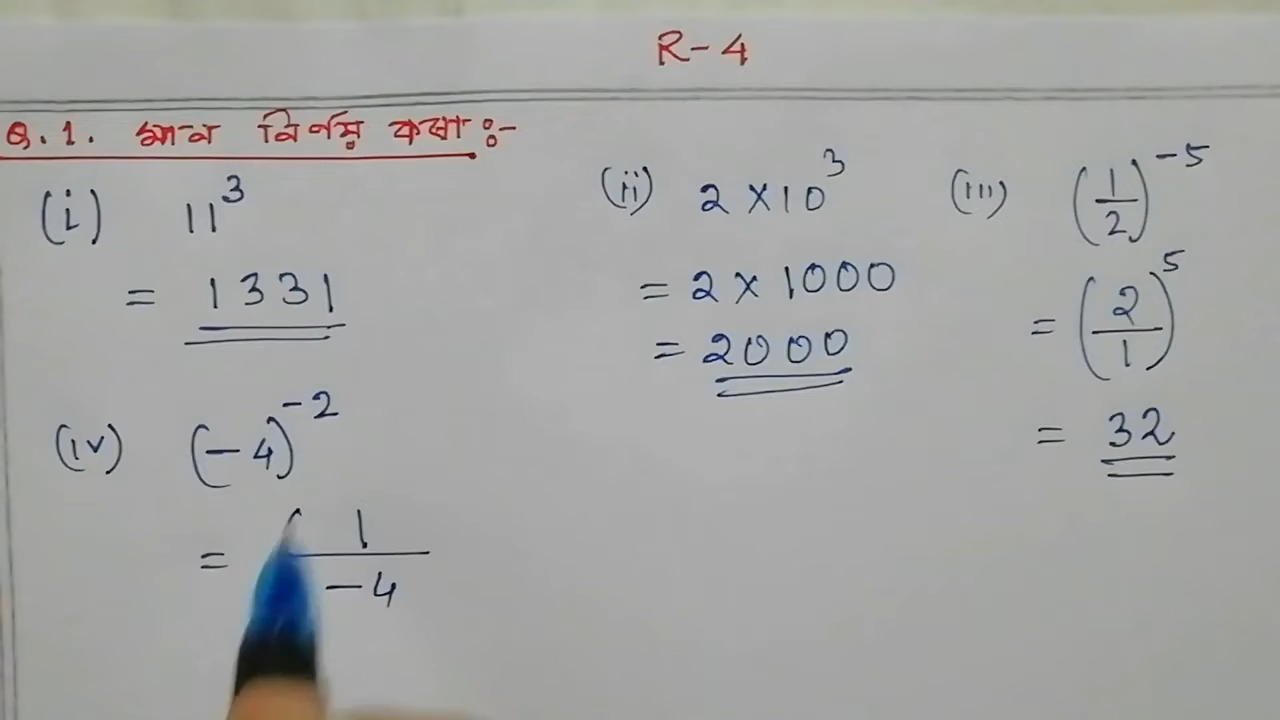 R-4
Q.1. মান নিৰ্ণয় কৰা :-
(i) 11³
= 1331
(ii) 2 × 10³
= 2 × 1000
= 2000
(iii) (1/2)⁻⁵
= (2/1)⁵
= 32
(iv) (-4)⁻²
= (1/-4